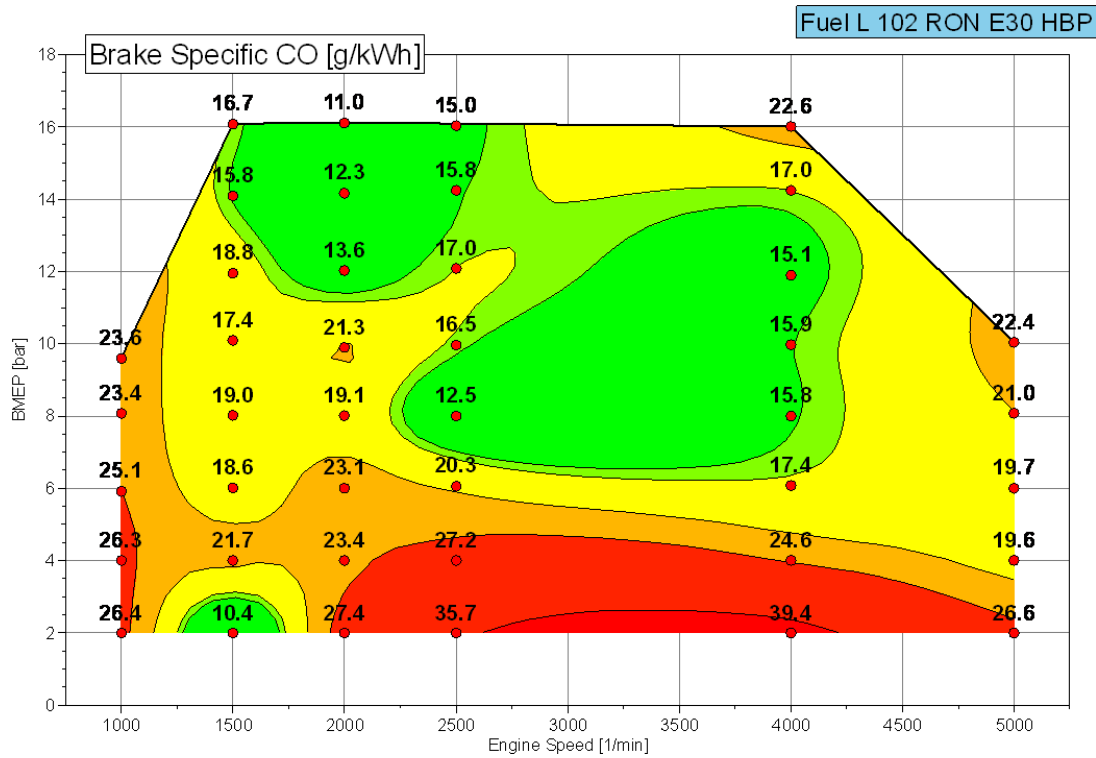 Fuel L 102 RON E30 HBP
Brake Specific CO [g/kWh]
18
16
14
12
10
8
6
4
2
0
BMEP [bar]
16.7 11.0 15.0 22.6
15.8 12.3 15.8 17.0
18.8 13.6 17.0 15.1
23.6 17.4 21.3 16.5 15.9 22.4
23.4 19.0 19.1 12.5 15.8 21.0
25.1 18.6 23.1 20.3 17.4 19.7
26.3 21.7 23.4 27.2 24.6 19.6
26.4 10.4 27.4 35.7 39.4 26.6
1000 1500 2000 2500 3000 3500 4000 4500 5000
Engine Speed [1/min]